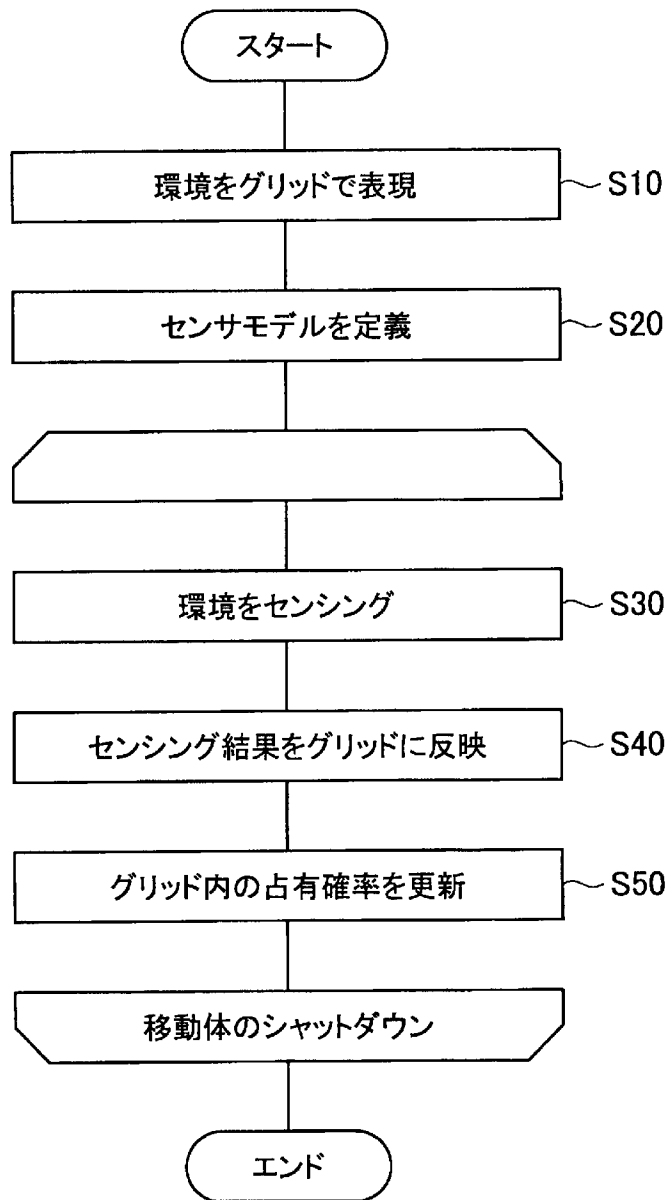 スタート
環境をグリッドで表現 S10
センサモデルを定義 S20
環境をセンシング S30
センシング結果をグリッドに反映 S40
グリッド内の占有確率を更新 S50
移動体のシャットダウン
エンド